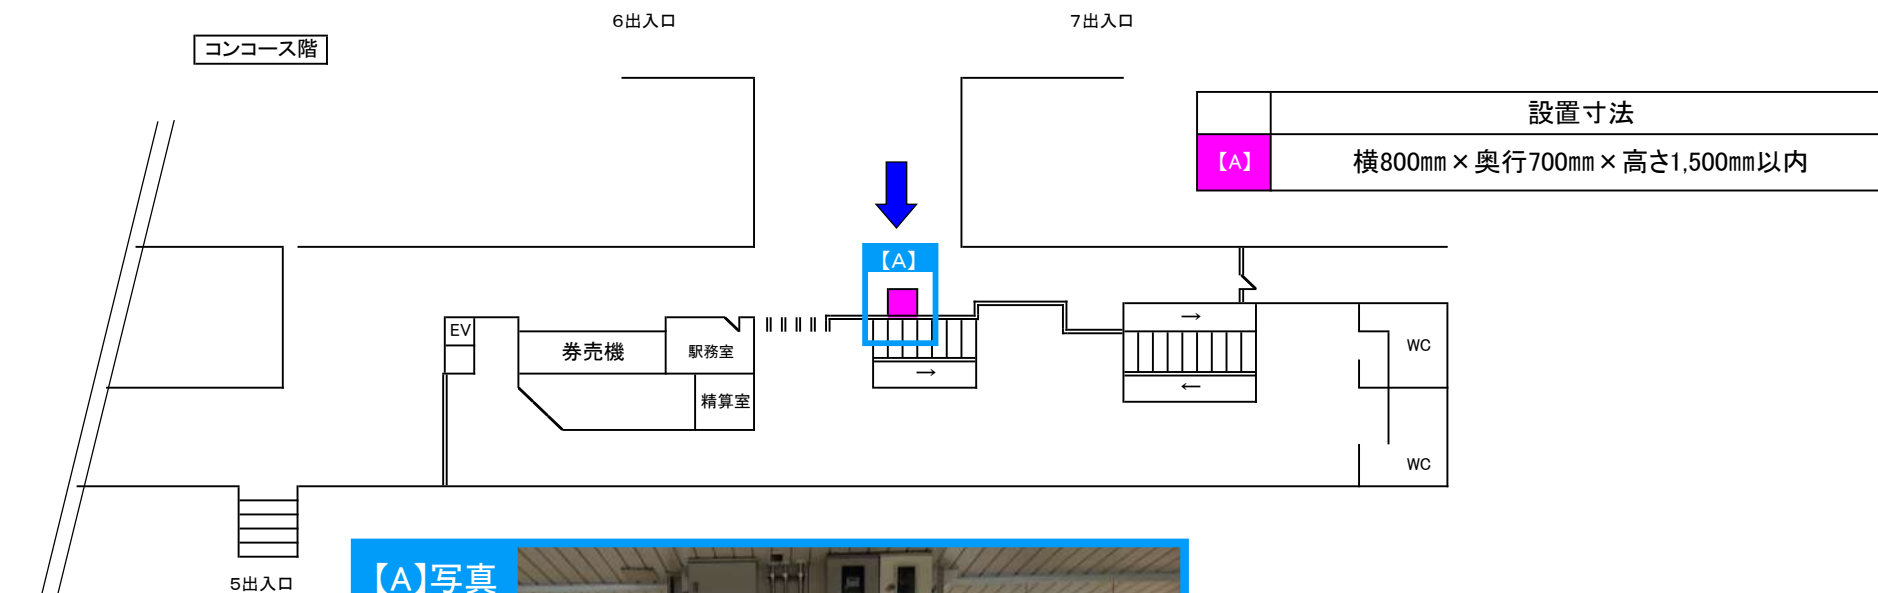 6出入口
7出入口
コンコース階
設置寸法
【A】
横800㎜×奥行700㎜×高さ1,500㎜以内
【A】
→
EV
券売機
駅務室
WC
→
←
精算室
WC
【A】写真
5出入口